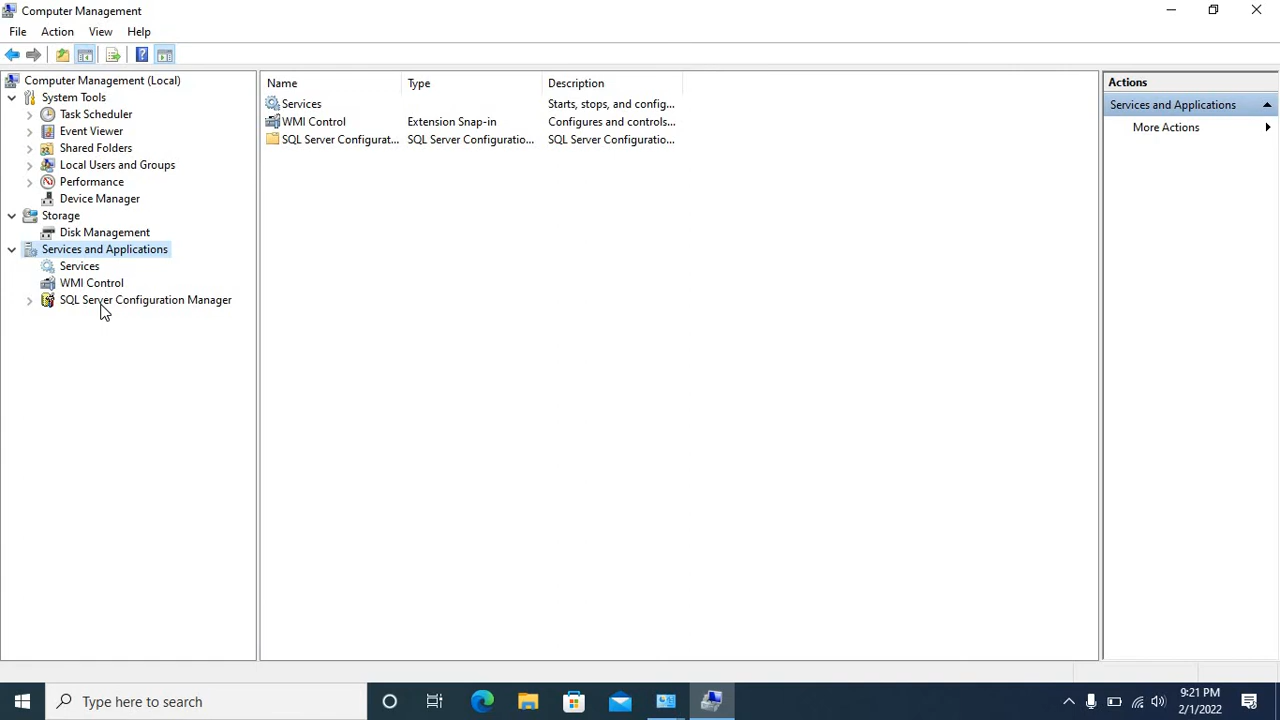 Computer Management
File Action View Help
Computer Management (Local)
System Tools
Task Scheduler
Event Viewer
Shared Folders
Local Users and Groups
Performance
Device Manager
Storage
Disk Management
Services and Applications
Services
WMI Control
SQL Server Configuration Manager
Name Type Description
Services Starts, stops, and config...
WMI Control Extension Snap-in Configures and controls...
SQL Server Configurat... SQL Server Configuratio... SQL Server Configuratio...
Actions
Services and Applications
More Actions
Type here to search
9:21 PM
2/1/2022